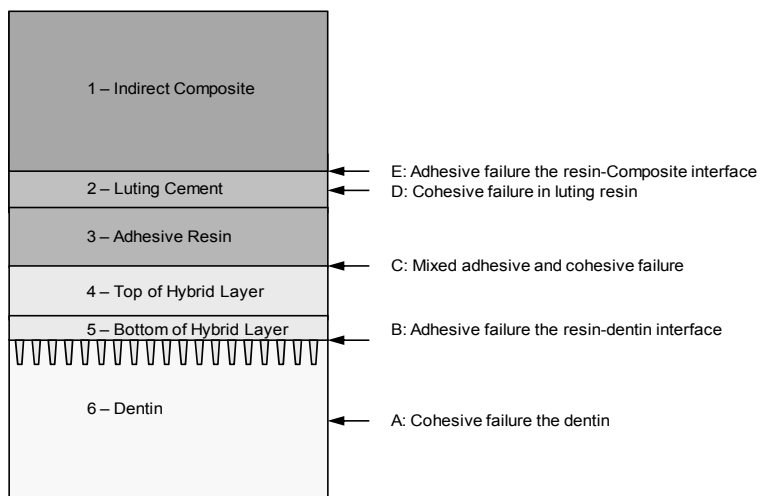 1 – Indirect Composite
E: Adhesive failure the resin-Composite interface
2 – Luting Cement
D: Cohesive failure in luting resin
3 – Adhesive Resin
C: Mixed adhesive and cohesive failure
4 – Top of Hybrid Layer
5 – Bottom of Hybrid Layer
B: Adhesive failure the resin-dentin interface
6 – Dentin
A: Cohesive failure the dentin